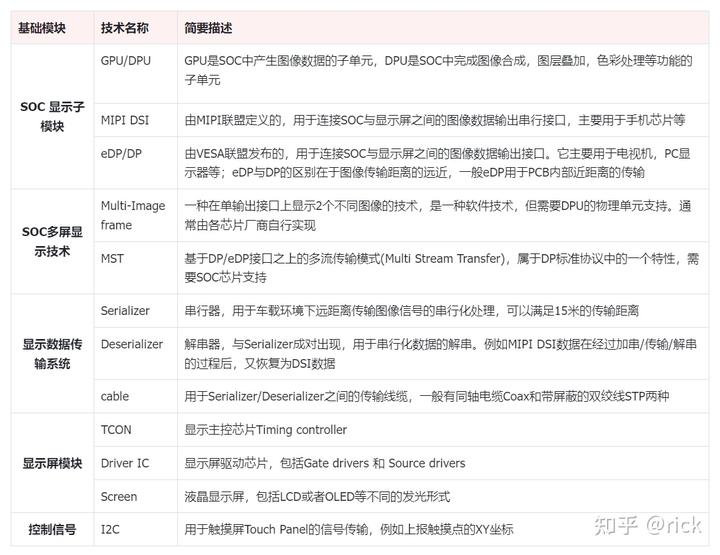 基础模块 技术名称 简要描述
SOC 显示子
模块
GPU/DPU GPU是SOC中产生图像数据的子单元，DPU是SOC中完成图像合成，图层叠加，色彩处理等功能的
子单元
MIPI DSI 由MIPI联盟定义的，用于连接SOC与显示屏之间的图像数据输出串行接口，主要用于手机芯片等
eDP/DP 由VESA联盟发布的，用于连接SOC与显示屏之间的图像数据输出接口。它主要用于电视机，PC显
示器等；eDP与DP的区别在于图像传输距离的远近，一般eDP用于PCB内部近距离的传输
SOC多屏显
示技术
Multi-Image
frame
一种在单输出接口上显示2个不同图像的技术，是一种软件技术，但需要DPU的物理单元支持。通
常由各芯片厂商自行实现
MST 基于DP/eDP接口之上的多流传输模式(Multi Stream Transfer)，属于DP标准协议中的一个特性，需
要SOC芯片支持
显示数据传
输系统
Serializer 串行器，用于车载环境下远距离传输图像信号的串行化处理，可以满足15米的传输距离
Deserializer 解串器，与Serializer成对出现，用于串行化数据的解串。例如MIPI DSI数据在经过加串/传输/解串
的过程后，又恢复为DSI数据
cable 用于Serializer/Deserializer之间的传输线缆，一般有同轴电缆Coax和带屏蔽的双绞线STP两种
显示屏模块
TCON 显示主控芯片Timing controller
Driver IC 显示屏驱动芯片，包括Gate drivers 和 Source drivers
Screen 液晶显示屏，包括LCD或者OLED等不同的发光形式
控制信号 I2C 用于触摸屏Touch Panel的信号传输，例如上报触摸点的XY坐标
知乎 @rick